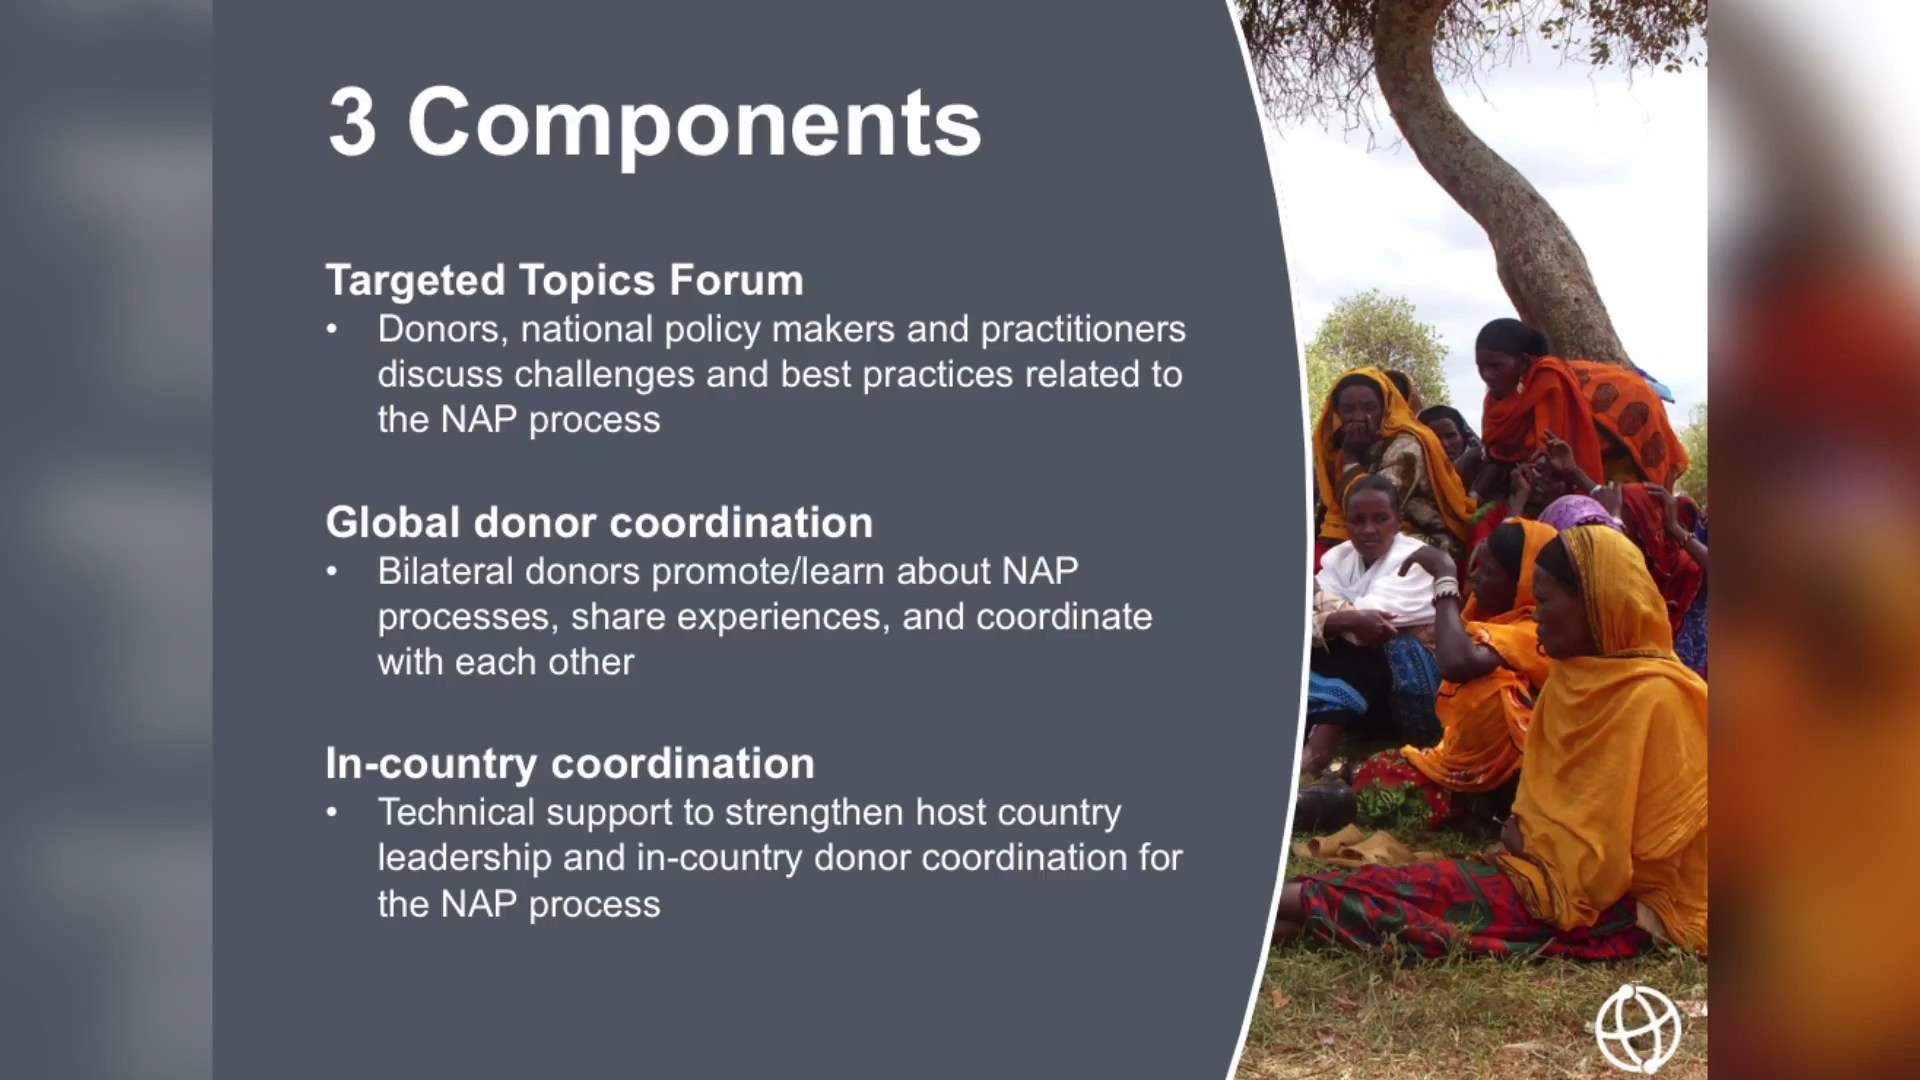 3 Components
Targeted Topics Forum
• Donors, national policy makers and practitioners
discuss challenges and best practices related to
the NAP process
Global donor coordination
• Bilateral donors promote/learn about NAP
processes, share experiences, and coordinate
with each other
In-country coordination
• Technical support to strengthen host country
leadership and in-country donor coordination for
the NAP process